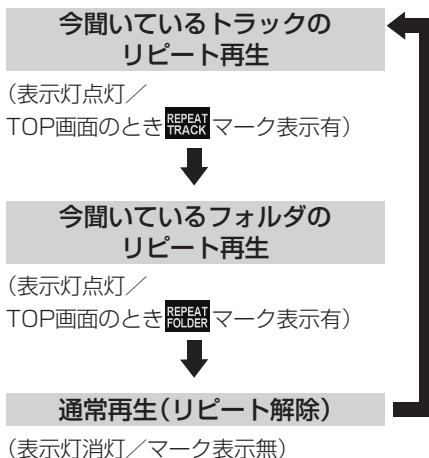 今聞いているトラックの
リピート再生
(表示灯点灯/
TOP画面のとき REPEAT TRACK マーク表示有)
今聞いているフォルダの
リピート再生
(表示灯点灯/
TOP画面のとき REPEAT FOLDER マーク表示有)
通常再生(リピート解除)
(表示灯消灯/マーク表示無)